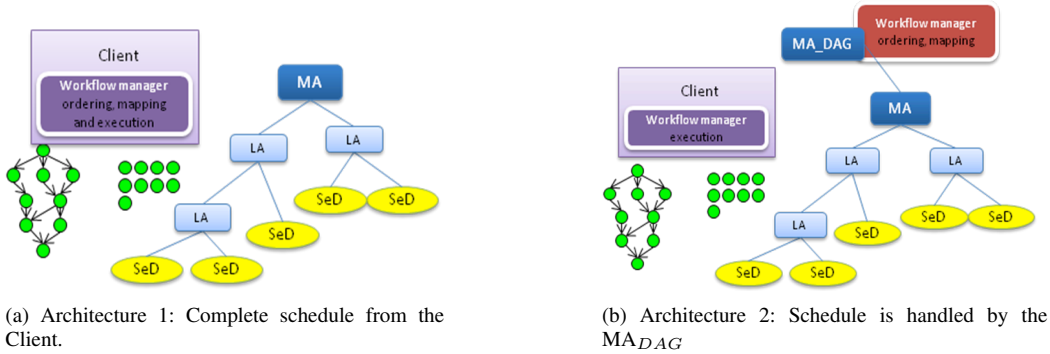 Client
Workflow manager
ordering, mapping
and execution
MA
LA
LA
LA
SeD
SeD
SeD
SeD
SeD
(a) Architecture 1: Complete schedule from the
Client.
MA_DAG
Workflow manager
ordering, mapping
Client
Workflow manager
execution
MA
LA
LA
LA
SeD
SeD
SeD
SeD
SeD
(b) Architecture 2: Schedule is handled by the
MADAG